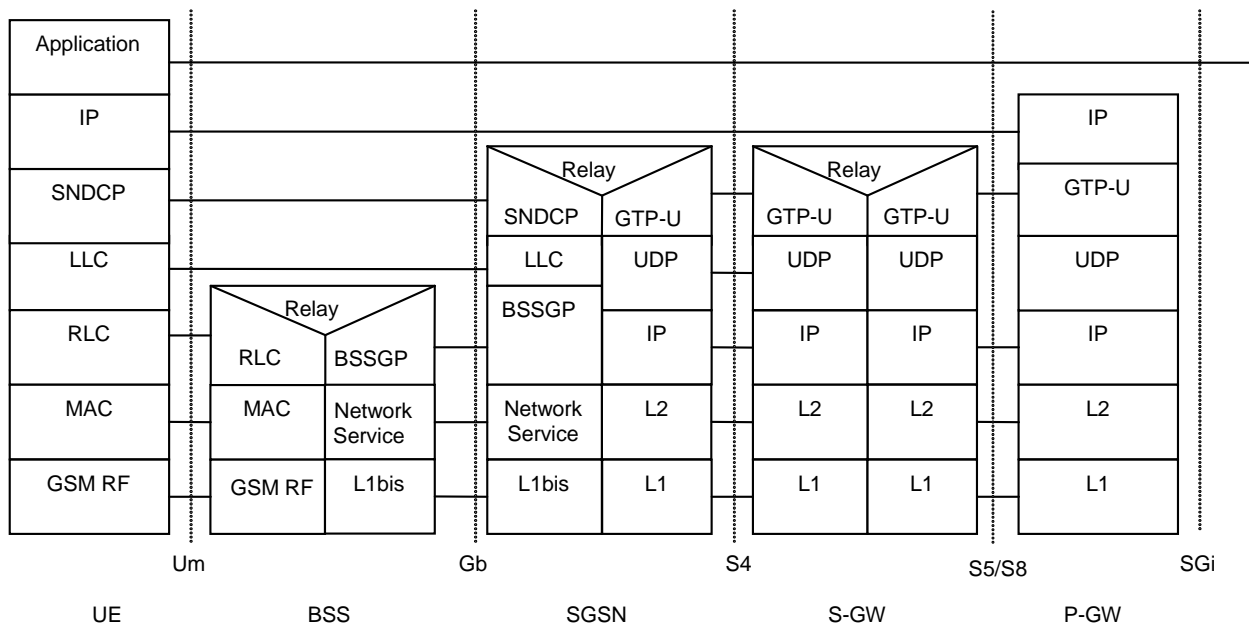 Application
IP
IP
Relay
Relay
SNDCP
GTP-U
SNDCP
GTP-U
GTP-U
GTP-U
LLC
LLC
UDP
UDP
UDP
UDP
Relay
BSSGP
RLC
IP
IP
IP
IP
RLC
BSSGP
MAC
MAC
Network
Service
Network
Service
L2
L2
L2
L2
GSM RF
GSM RF
L1bis
L1bis
L1
L1
L1
L1
Um
Gb
S4
S5/S8
SGi
UE
BSS
SGSN
S-GW
P-GW